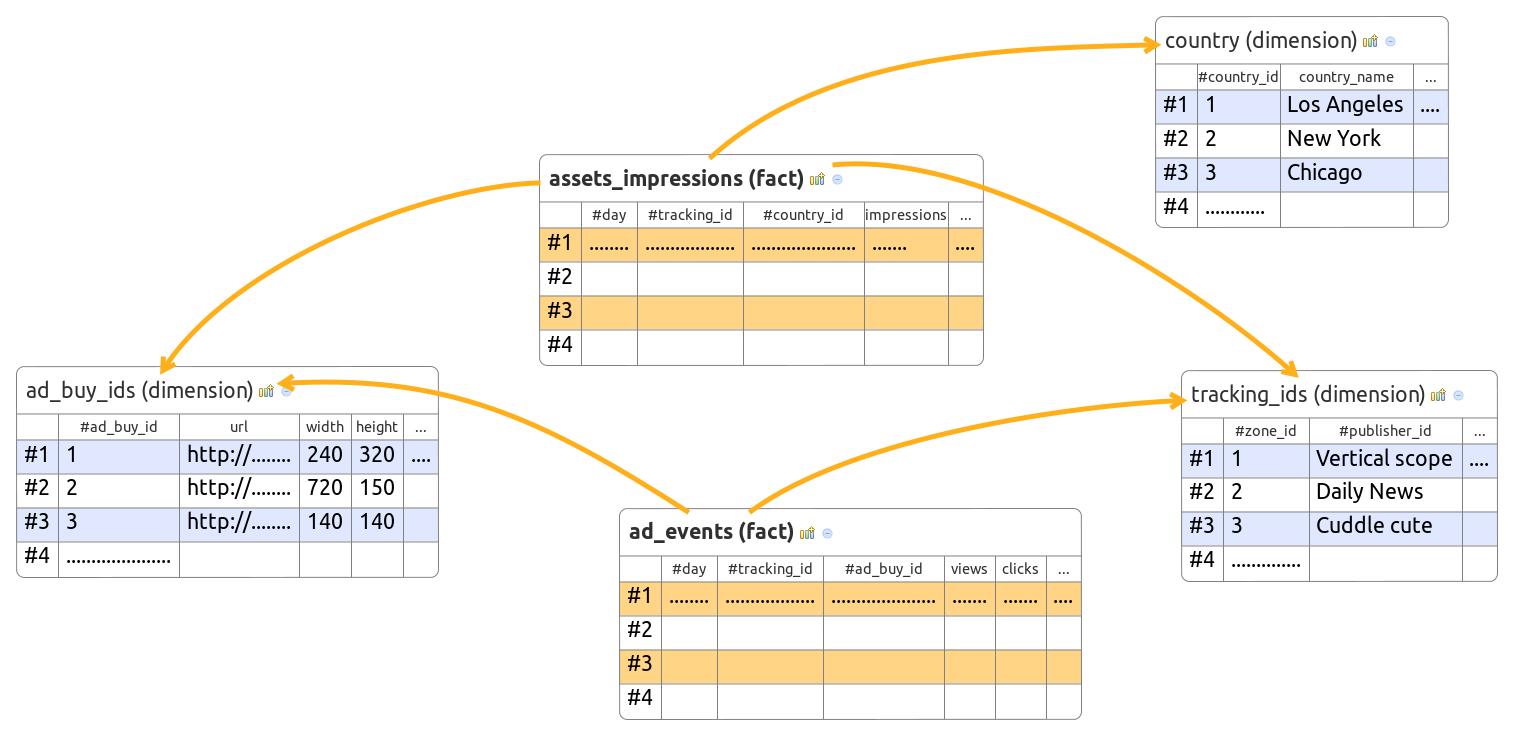 country (dimension)
#country_id country_name ...
#1 1 Los Angeles ....
#2 2 New York
#3 3 Chicago
#4 ............
assets_impressions (fact)
#day #tracking_id #country_id impressions ...
#1 ........ .................. ..................... ....... ....
#2
#3
#4
ad_buy_ids (dimension)
#ad_buy_id url width height ...
#1 1 http://........ 240 320 ....
#2 2 http://........ 720 150
#3 3 http://........ 140 140
#4 .....................
tracking_ids (dimension)
#zone_id #publisher_id ...
#1 1 Vertical scope ....
#2 2 Daily News
#3 3 Cuddle cute
#4 ..............
ad_events (fact)
#day #tracking_id #ad_buy_id views clicks ...
#1 ........ .................. ..................... ....... ....... ....
#2
#3
#4